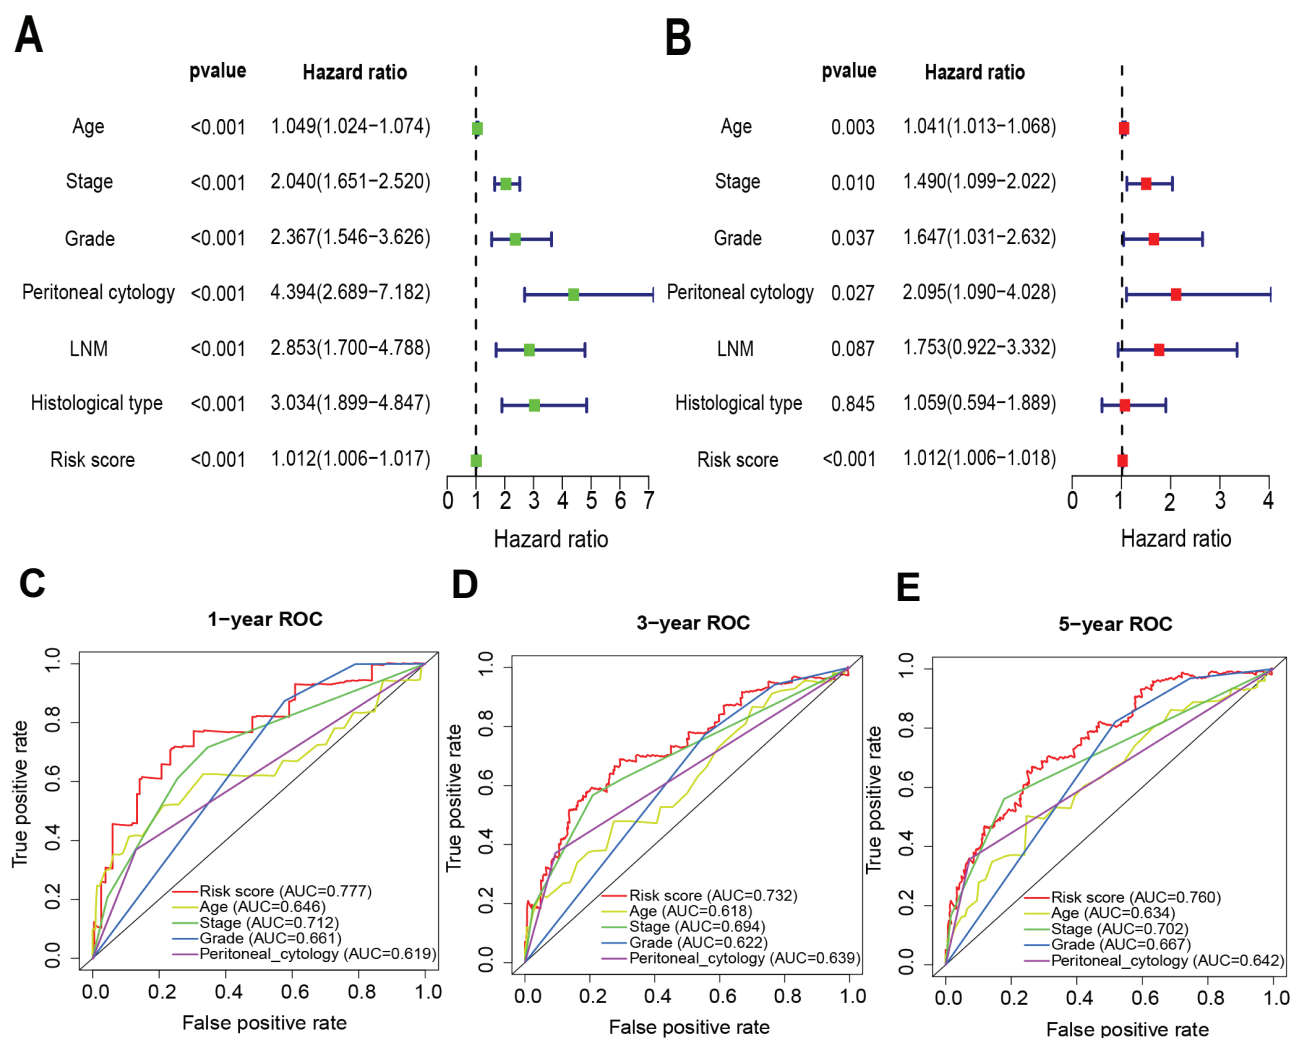 A
pvalue Hazard ratio
Age <0.001 1.049(1.024−1.074)
Stage <0.001 2.040(1.651−2.520)
Grade <0.001 2.367(1.546−3.626)
Peritoneal cytology <0.001 4.394(2.689−7.182)
LNM <0.001 2.853(1.700−4.788)
Histological type <0.001 3.034(1.899−4.847)
Risk score <0.001 1.012(1.006−1.017)
0 1 2 3 4 5 6 7
Hazard ratio
B
pvalue Hazard ratio
Age 0.003 1.041(1.013−1.068)
Stage 0.010 1.490(1.099−2.022)
Grade 0.037 1.647(1.031−2.632)
Peritoneal cytology 0.027 2.095(1.090−4.028)
LNM 0.087 1.753(0.922−3.332)
Histological type 0.845 1.059(0.594−1.889)
Risk score <0.001 1.012(1.006−1.018)
0 1 2 3 4
Hazard ratio
C
1−year ROC
True positive rate
0.0 0.2 0.4 0.6 0.8 1.0
Risk score (AUC=0.777)
Age (AUC=0.646)
Stage (AUC=0.712)
Grade (AUC=0.661)
Peritoneal_cytology (AUC=0.619)
0.0 0.2 0.4 0.6 0.8 1.0
False positive rate
D
3−year ROC
True positive rate
0.0 0.2 0.4 0.6 0.8 1.0
Risk score (AUC=0.732)
Age (AUC=0.618)
Stage (AUC=0.694)
Grade (AUC=0.622)
Peritoneal_cytology (AUC=0.639)
0.0 0.2 0.4 0.6 0.8 1.0
False positive rate
E
5−year ROC
True positive rate
0.0 0.2 0.4 0.6 0.8 1.0
Risk score (AUC=0.760)
Age (AUC=0.634)
Stage (AUC=0.702)
Grade (AUC=0.667)
Peritoneal_cytology (AUC=0.642)
0.0 0.2 0.4 0.6 0.8 1.0
False positive rate